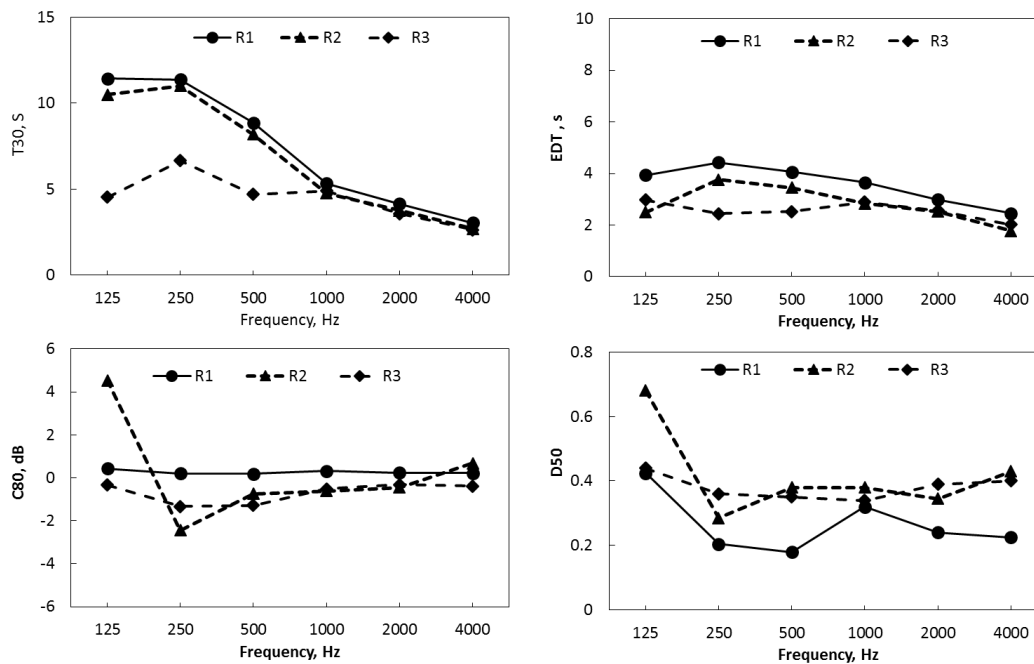 15
10
5
0
T30, S
R1 R2 R3
125 250 500 1000 2000 4000
Frequency, Hz
10
8
6
4
2
0
EDT , s
R1 R2 R3
125 250 500 1000 2000 4000
Frequency, Hz
6
4
2
0
-2
-4
-6
C80, dB
R1 R2 R3
125 250 500 1000 2000 4000
Frequency, Hz
0.8
0.6
0.4
0.2
0
D50
R1 R2 R3
125 250 500 1000 2000 4000
Frequency, Hz